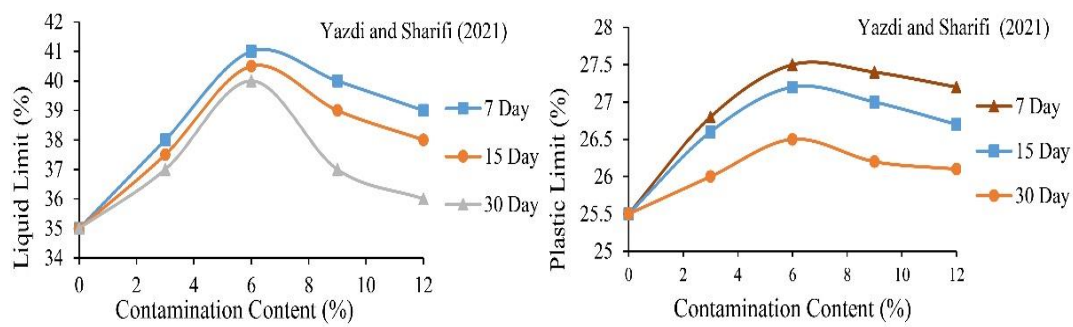 Yazdi and Sharifi (2021)
Liquid Limit (%)
42
41
40
39
38
37
36
35
34
0 2 4 6 8 10 12
Contamination Content (%)
7 Day
15 Day
30 Day
Yazdi and Sharifi (2021)
Plastic Limit (%)
28
27.5
27
26.5
26
25.5
25
0 2 4 6 8 10 12
Contamination Content (%)
7 Day
15 Day
30 Day